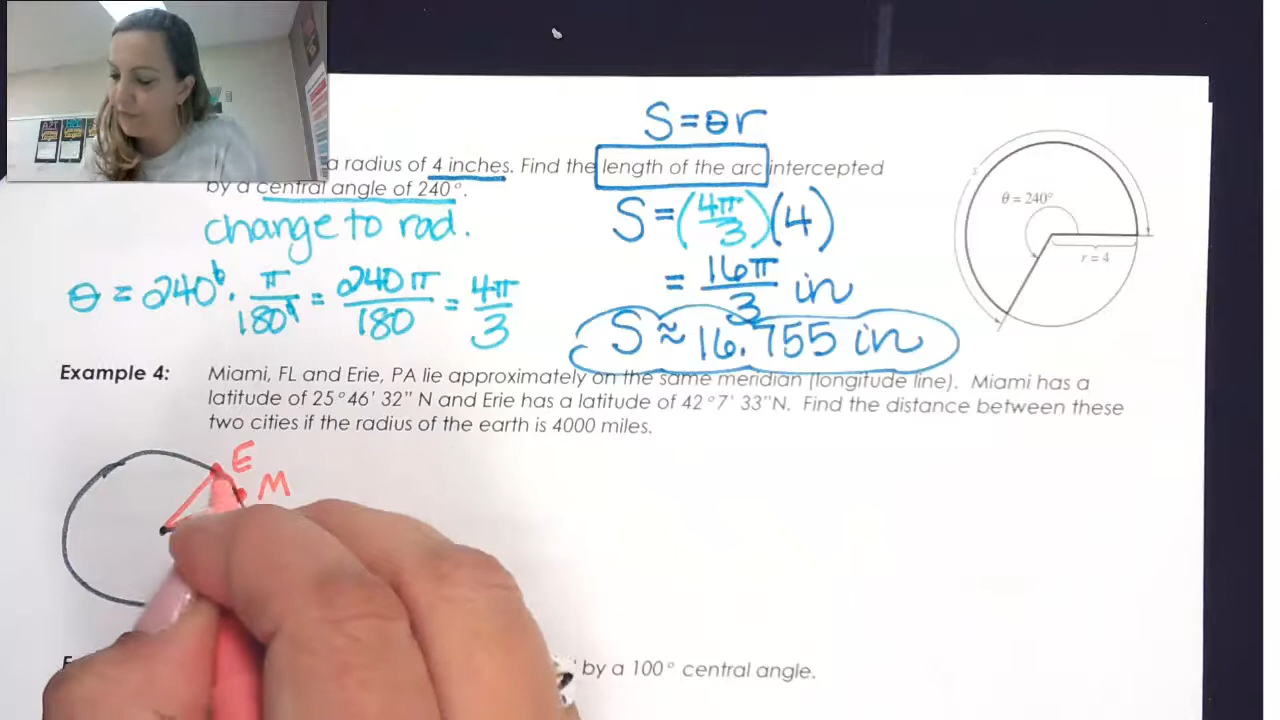 S = θr
a radius of 4 inches. Find the length of the arc intercepted
by a central angle of 240°.
change to rad.
S = (4π/3)(4)
θ = 240° · π/180° = 240π/180 = 4π/3
= 16π/3 in
S ≈ 16.755 in
s
θ = 240°
r = 4
Example 4: Miami, FL and Erie, PA lie approximately on the same meridian (longitude line). Miami has a
latitude of 25°46' 32" N and Erie has a latitude of 42°7' 33"N. Find the distance between these
two cities if the radius of the earth is 4000 miles.
E
M
by a 100° central angle.